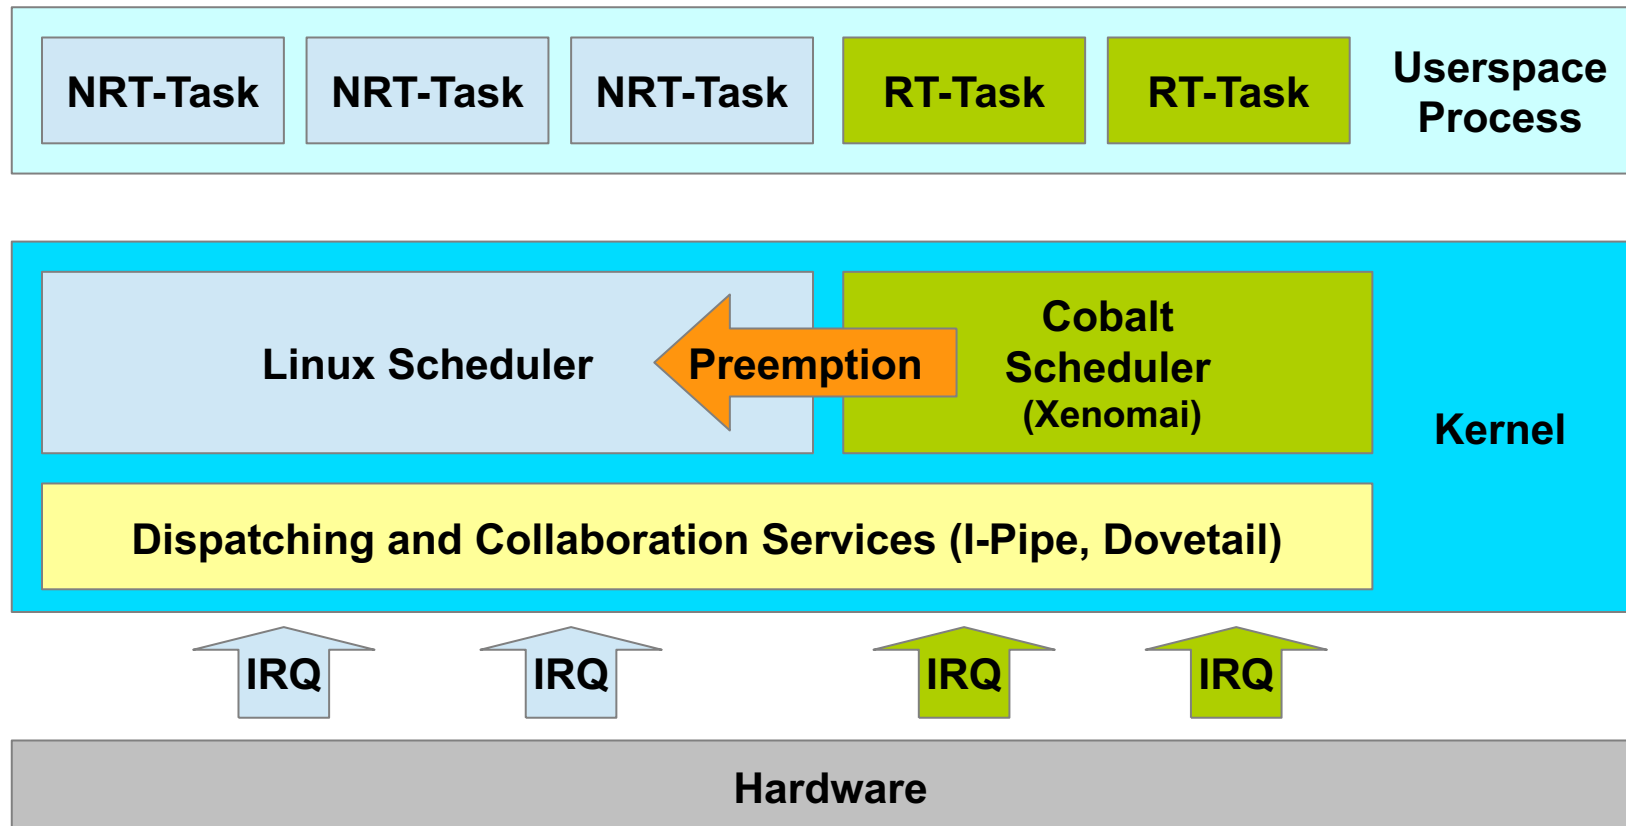 NRT-Task
NRT-Task
NRT-Task
RT-Task
RT-Task
Userspace
Process
Linux Scheduler
Preemption
Cobalt
Scheduler
(Xenomai)
Kernel
Dispatching and Collaboration Services (I-Pipe, Dovetail)
IRQ
IRQ
IRQ
IRQ
Hardware